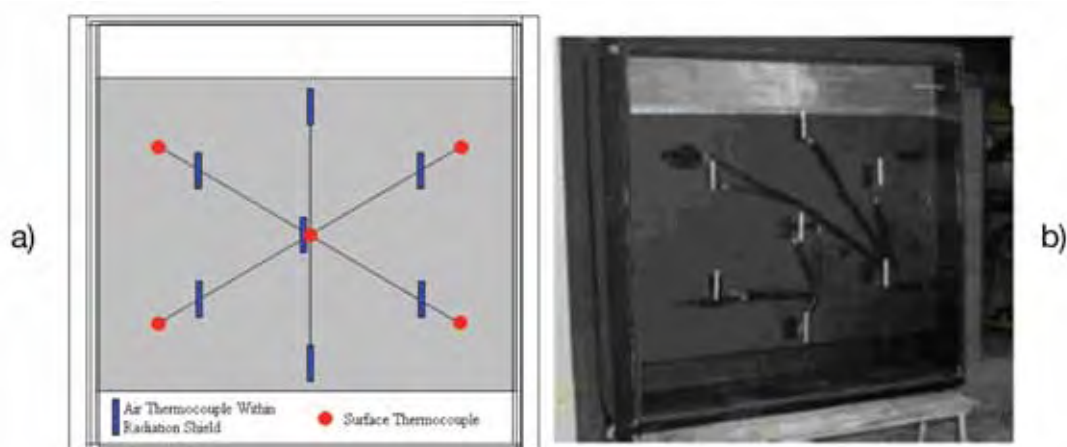 a)
Air Thermocouple Within
Radiation Shield
Surface Thermocouple
b)